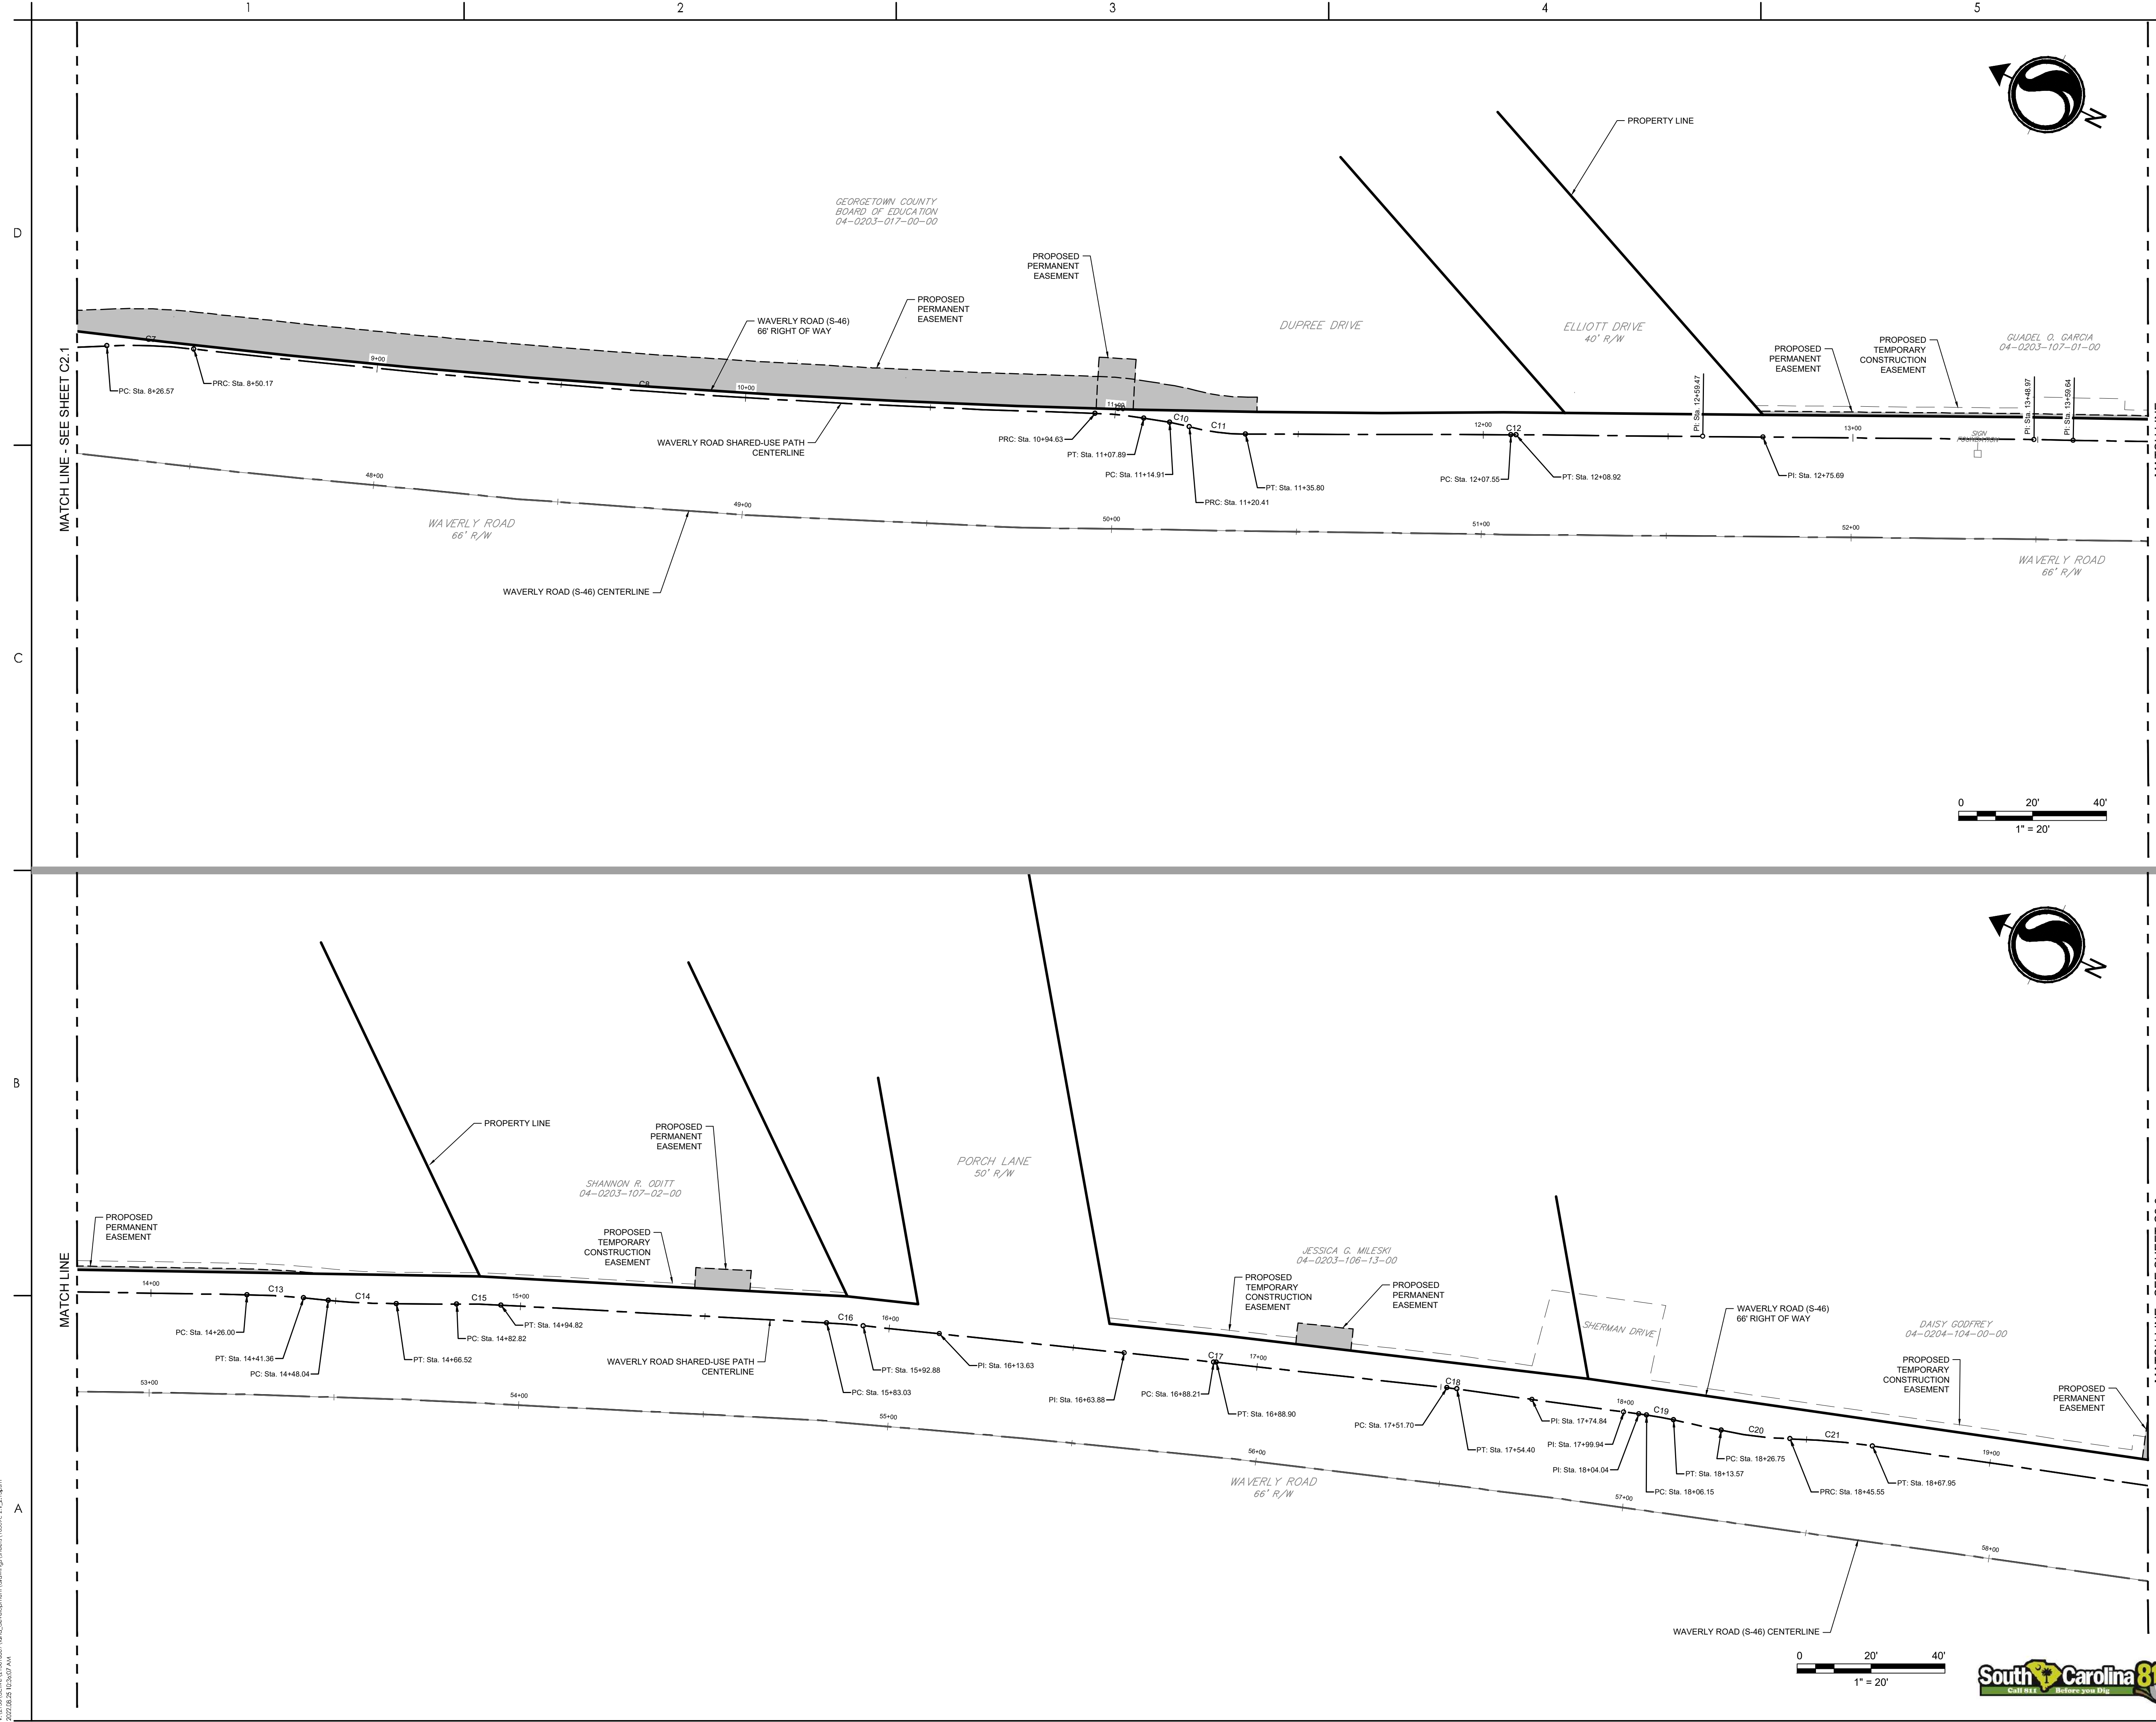 1
2
3
4
5
D
C
B
A
MATCH LINE - SEE SHEET C2.1
GEORGETOWN COUNTY
BOARD OF EDUCATION
04-0203-017-00-00
PROPERTY LINE
PROPOSED
PERMANENT
EASEMENT
PROPOSED
PERMANENT
EASEMENT
WAVERLY ROAD (S-46)
66' RIGHT OF WAY
DUPREE DRIVE
ELLIOTT DRIVE
40' R/W
PROPOSED
PERMANENT
EASEMENT
PROPOSED
TEMPORARY
CONSTRUCTION
EASEMENT
GUADEL O. GARCIA
04-0203-107-01-00
C7
PC: Sta. 8+26.57
PRC: Sta. 8+50.17
9+00
C8
10+00
WAVERLY ROAD SHARED-USE PATH
CENTERLINE
11+00
PRC: Sta. 10+94.63
PT: Sta. 11+07.89
C10
PC: Sta. 11+14.91
C11
PRC: Sta. 11+20.41
PT: Sta. 11+35.80
12+00
C12
PC: Sta. 12+07.55
PT: Sta. 12+08.92
PI: Sta. 12+59.47
PI: Sta. 12+75.69
13+00
SIGN
FOUNDATION
PI: Sta. 13+48.97
PI: Sta. 13+59.64
48+00
49+00
50+00
51+00
52+00
WAVERLY ROAD
66' R/W
WAVERLY ROAD (S-46) CENTERLINE
WAVERLY ROAD
66' R/W
N
0 20' 40'
1" = 20'
MATCH LINE
N
PROPERTY LINE
PROPOSED
PERMANENT
EASEMENT
SHANNON R. ODITT
04-0203-107-02-00
PROPOSED
PERMANENT
EASEMENT
PROPOSED
TEMPORARY
CONSTRUCTION
EASEMENT
PORCH LANE
50' R/W
JESSICA G. MILESKI
04-0203-106-13-00
PROPOSED
TEMPORARY
CONSTRUCTION
EASEMENT
PROPOSED
PERMANENT
EASEMENT
SHERMAN DRIVE
WAVERLY ROAD (S-46)
66' RIGHT OF WAY
DAISY GODFREY
04-0204-104-00-00
PROPOSED
TEMPORARY
CONSTRUCTION
EASEMENT
PROPOSED
PERMANENT
EASEMENT
14+00
C13
PC: Sta. 14+26.00
PT: Sta. 14+41.36
PC: Sta. 14+48.04
C14
PT: Sta. 14+66.52
C15
PC: Sta. 14+82.82
PT: Sta. 14+94.82
15+00
WAVERLY ROAD SHARED-USE PATH
CENTERLINE
C16
PC: Sta. 15+83.03
PT: Sta. 15+92.88
16+00
PI: Sta. 16+13.63
PI: Sta. 16+63.88
C17
PC: Sta. 16+88.21
PT: Sta. 16+88.90
17+00
C18
PC: Sta. 17+51.70
PT: Sta. 17+54.40
PI: Sta. 17+74.84
PI: Sta. 17+99.94
18+00
PI: Sta. 18+04.04
C19
PC: Sta. 18+06.15
PT: Sta. 18+13.57
C20
PC: Sta. 18+26.75
C21
PRC: Sta. 18+45.55
PT: Sta. 18+67.95
19+00
53+00
54+00
55+00
56+00
57+00
58+00
WAVERLY ROAD
66' R/W
WAVERLY ROAD (S-46) CENTERLINE
0 20' 40'
1" = 20'
South Carolina
Call 811 Before you Dig
2022.08.25 10:36:07 AM